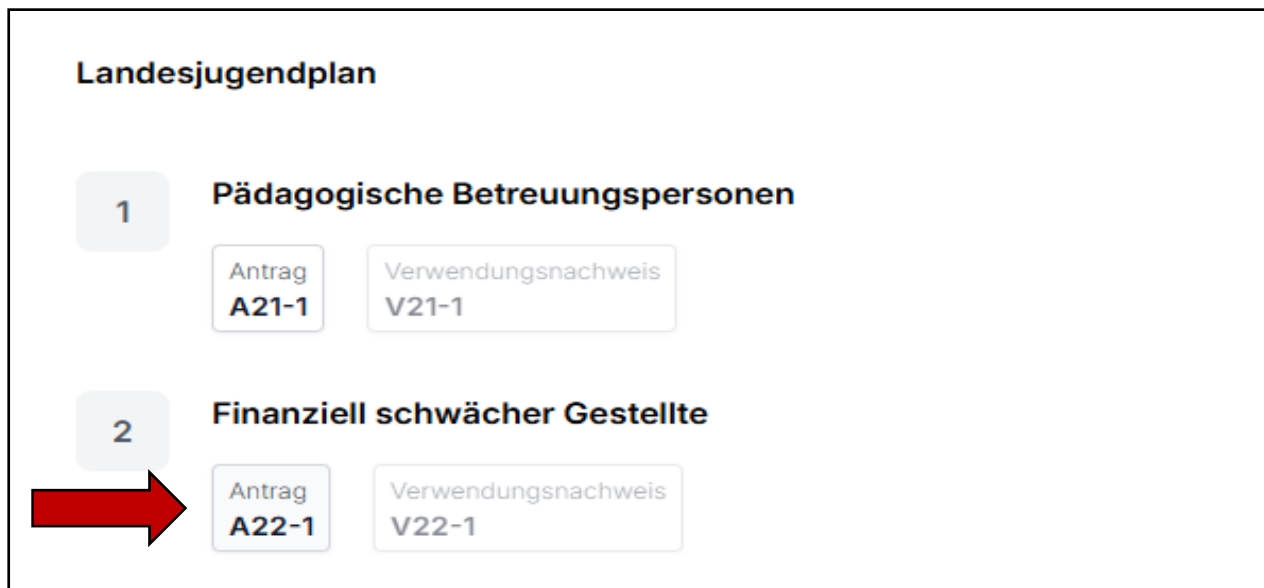 Landesjugendplan
1
Pädagogische Betreuungspersonen
Antrag
A21-1
Verwendungsnachweis
V21-1
2
Finanziell schwächer Gestellte
Antrag
A22-1
Verwendungsnachweis
V22-1